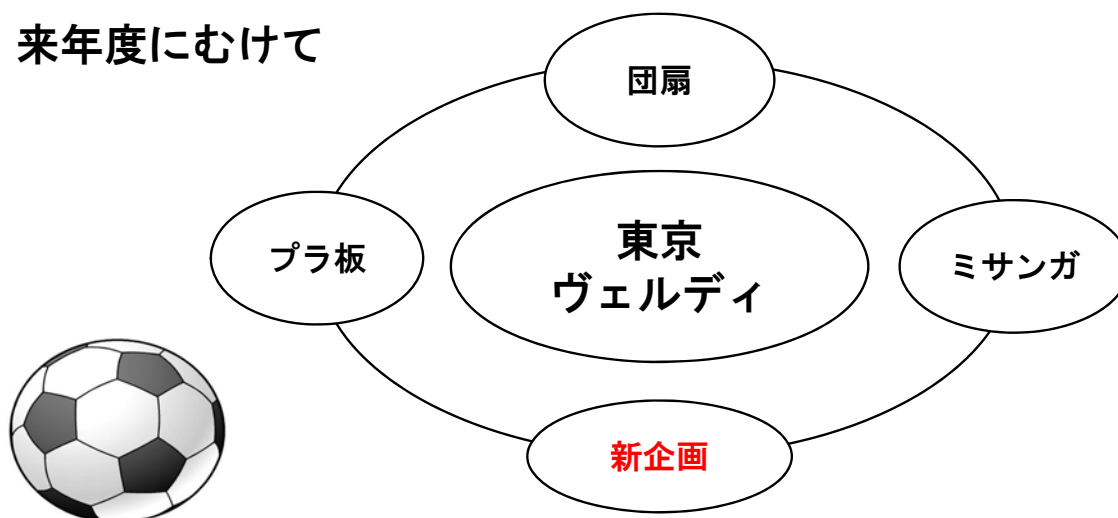 来年度にむけて
団扇
プラ板
東京
ヴェルディ
ミサンガ
新企画